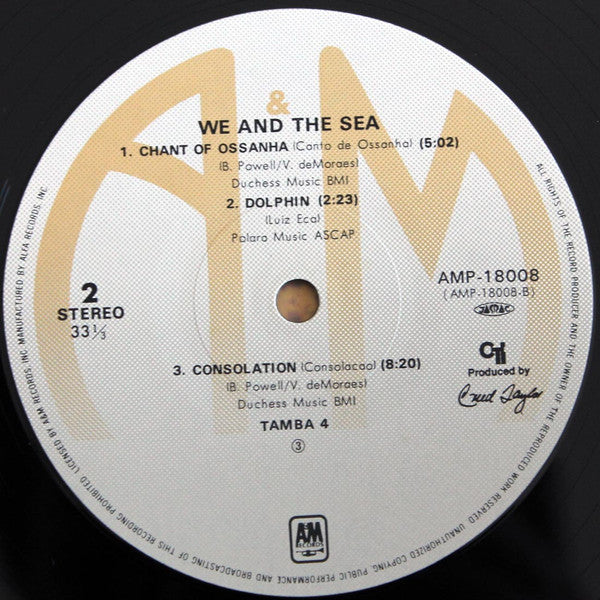 &
WE AND THE SEA
1. CHANT OF OSSANHA (Canto de Ossanha) (5:02)
(B. Powell/V. deMoraes)
Duchess Music BMI
2. DOLPHIN (2:23)
(Luiz Eca)
Polara Music ASCAP
2
STEREO
33⅓
AMP-18008
(AMP-18008-B)
JASRAC
CTi
Produced by
Creed Taylor
3. CONSOLATION (Consolacao) (8:20)
(B. Powell/V. deMoraes)
Duchess Music BMI
TAMBA 4
③
A&M
RECORDS
ALL RIGHTS OF THE RECORD PRODUCER AND THE OWNER OF THE REPRODUCED WORK RESERVED. UNAUTHORIZED COPYING PUBLIC PERFORMANCE AND BROADCASTING OF THIS RECORDING PROHIBITED. LICENSED BY A&M RECORDS, INC. MANUFACTURED BY ALFA RECORDS, INC.